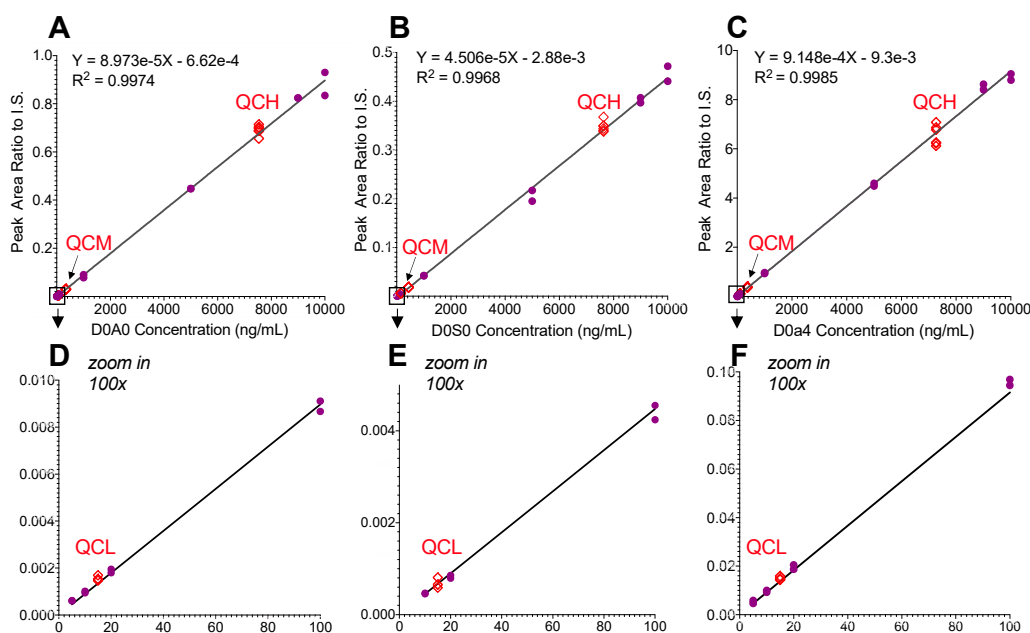 A
B
C
Y = 8.973e-5X - 6.62e-4
R² = 0.9974
Y = 4.506e-5X - 2.88e-3
R² = 0.9968
Y = 9.148e-4X - 9.3e-3
R² = 0.9985
Peak Area Ratio to I.S.
1.0
0.8
0.6
0.4
0.2
QCH
QCM
0 2000 4000 6000 8000 10000
D0A0 Concentration (ng/mL)
Peak Area Ratio to I.S.
0.5
0.4
0.3
0.2
0.1
0.0
QCH
QCM
0 2000 4000 6000 8000 10000
D0S0 Concentration (ng/mL)
Peak Area Ratio to I.S.
10
8
6
4
2
0
QCH
QCM
0 2000 4000 6000 8000 10000
D0a4 Concentration (ng/mL)
D
zoom in
100x
0.010
0.008
0.006
0.004
0.002
0.000
QCL
0 20 40 60 80 100
E
zoom in
100x
0.004
0.002
0.000
QCL
0 20 40 60 80 100
F
zoom in
100x
0.10
0.08
0.06
0.04
0.02
0.00
QCL
0 20 40 60 80 100